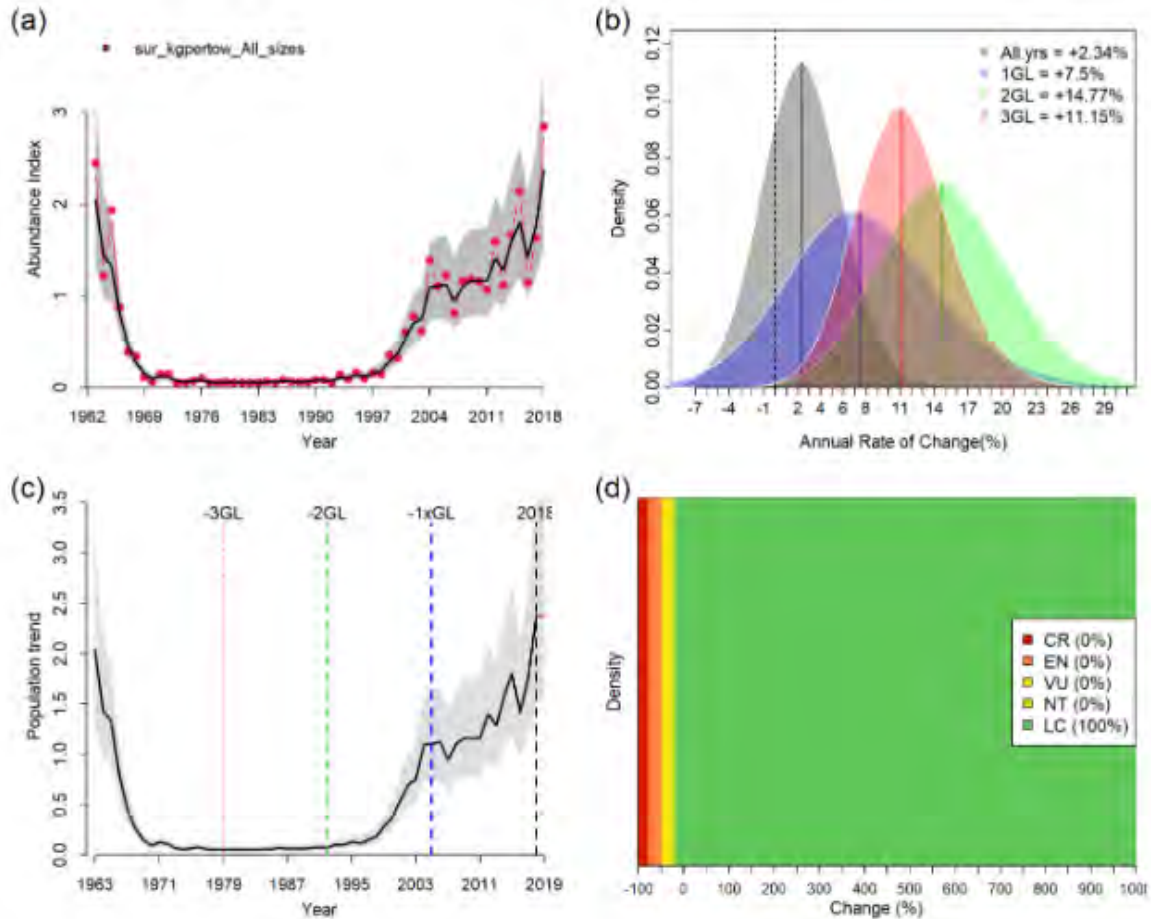 (a)
sur_kgpertow_All_sizes
3
2
1
0
Abundance Index
1962 1969 1976 1983 1990 1997 2004 2011 2018
Year
(b)
0.12
0.10
0.08
0.06
0.04
0.02
0.00
Density
All.yrs = +2.34%
1GL = +7.5%
2GL = +14.77%
3GL = +11.15%
-7 -4 -1 2 4 6 8 11 14 17 20 23 26 29
Annual Rate of Change(%)
(c)
3.5
3.0
2.5
2.0
1.5
1.0
0.5
0.0
Population trend
-3GL -2GL -1xGL 2018
1963 1971 1979 1987 1995 2003 2011 2019
Year
(d)
Density
CR (0%)
EN (0%)
VU (0%)
NT (0%)
LC (100%)
-100 0 100 200 300 400 500 600 700 800 900 1000
Change (%)